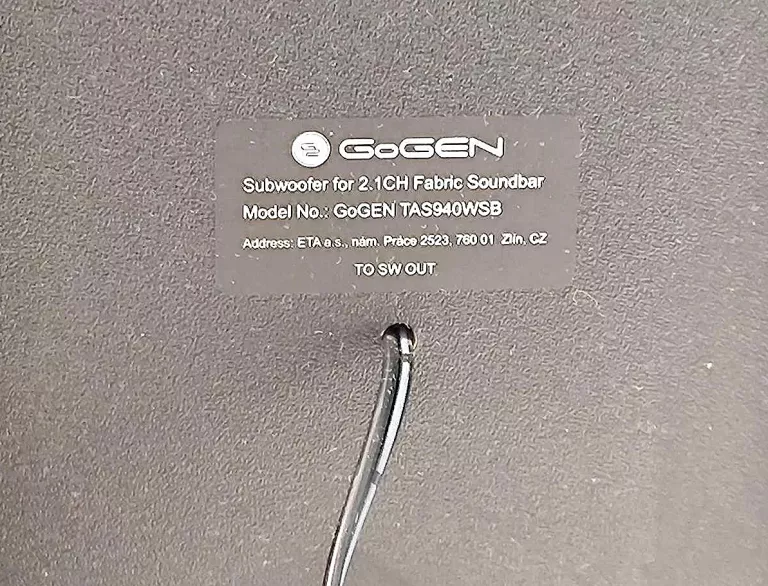 GoGEN
Subwoofer for 2.1CH Fabric Soundbar
Model No.: GoGEN TAS940WSB
Address: ETA a.s., nám. Práce 2523, 760 01 Zlín, CZ
TO SW OUT